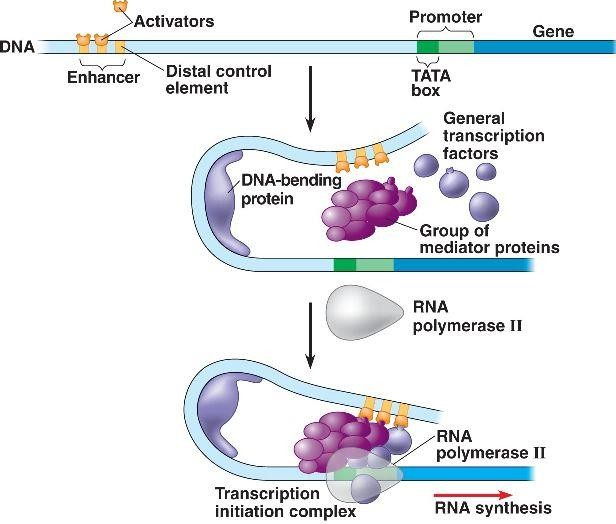 Activators
Promoter
Gene
DNA
Enhancer
Distal control
element
TATA
box
General
transcription
factors
DNA-bending
protein
Group of
mediator proteins
RNA
polymerase II
RNA
polymerase II
Transcription
initiation complex
RNA synthesis